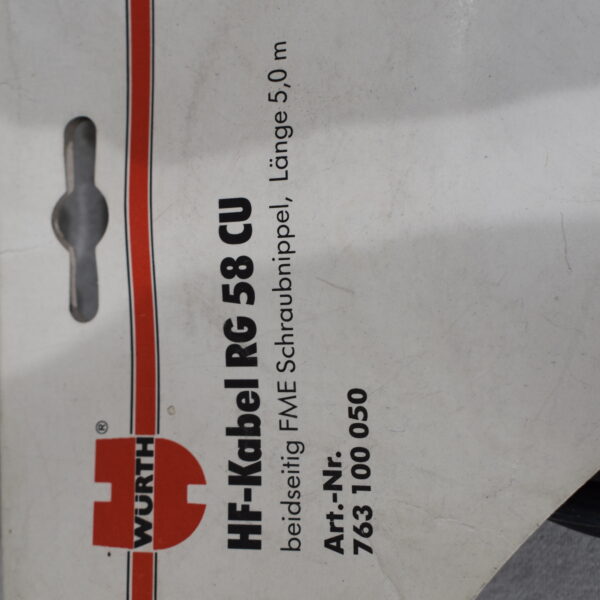 WÜRTH
®
HF-Kabel RG 58 CU
beidseitig FME Schraubnippel, Länge 5,0 m
Art.-Nr.
763 100 050